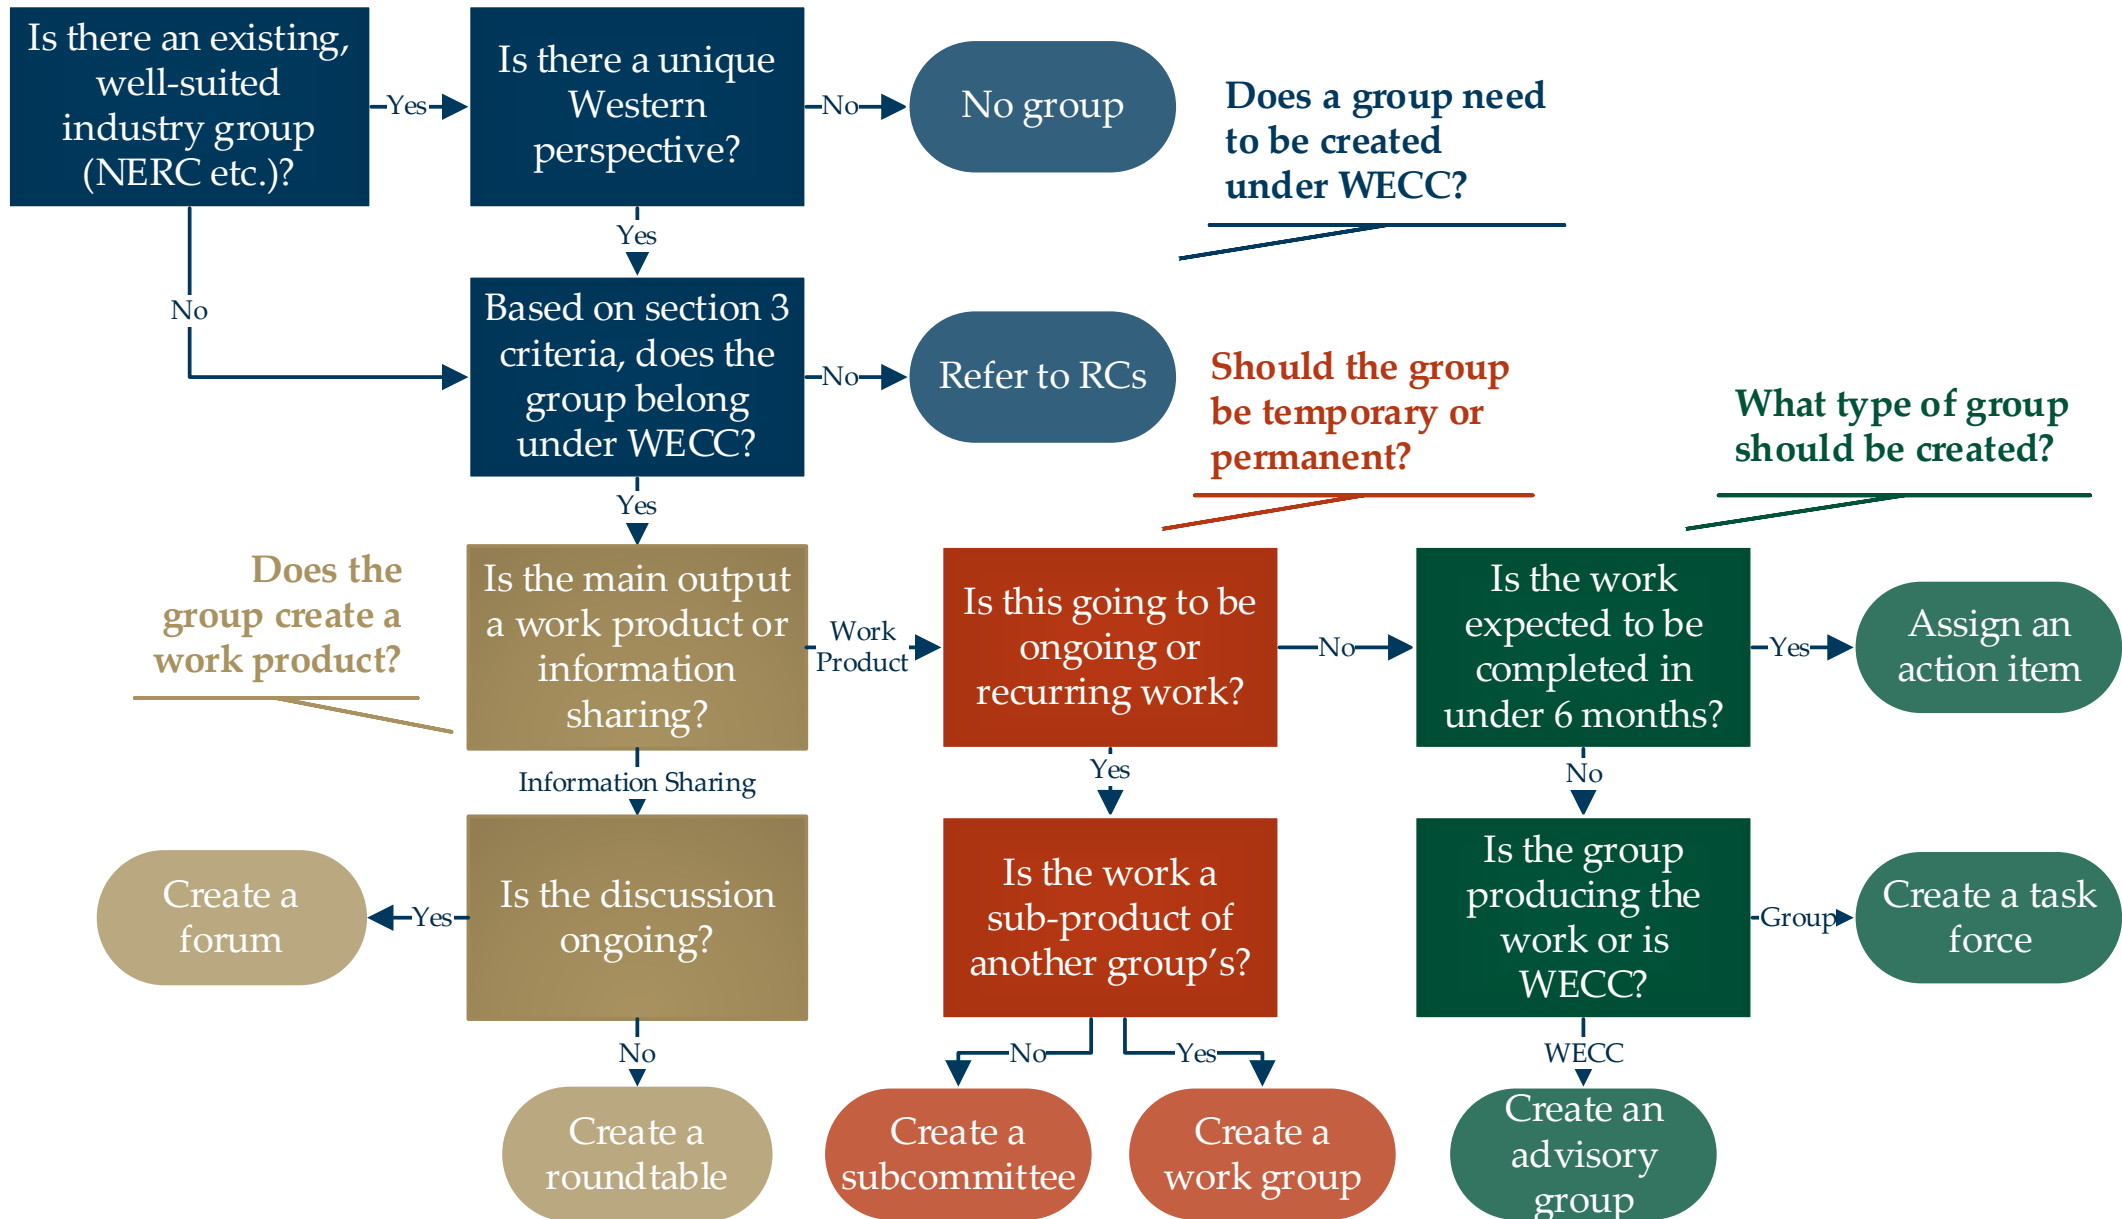 Is there an existing,
well-suited
industry group
(NERC etc.)?
Yes
Is there a unique
Western
perspective?
No
No group
Does a group need
to be created
under WECC?
Yes
No
Based on section 3
criteria, does the
group belong
under WECC?
No
Refer to RCs
Should the group
be temporary or
permanent?
What type of group
should be created?
Yes
Does the
group create a
work product?
Is the main output
a work product or
information
sharing?
Work
Product
Is this going to be
ongoing or
recurring work?
No
Is the work
expected to be
completed in
under 6 months?
Yes
Assign an
action item
Information Sharing
Yes
No
Create a
forum
Yes
Is the discussion
ongoing?
Is the work a
sub-product of
another group's?
Is the group
producing the
work or is
WECC?
Group
Create a task
force
No
No
Yes
WECC
Create a
roundtable
Create a
subcommittee
Create a
work group
Create an
advisory
group